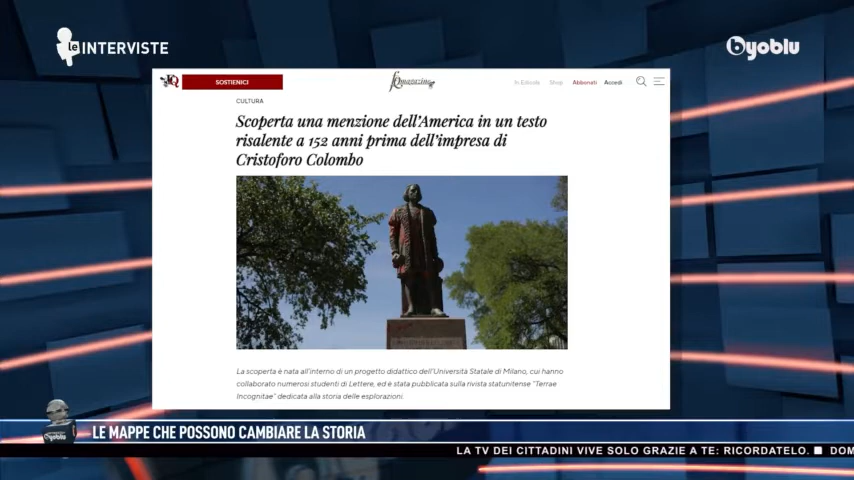 le INTERVISTE
byoblu
SOSTIENICI
fQmagazine
In Edicola Shop Abbonati Accedi
CULTURA
Scoperta una menzione dell'America in un testo
risalente a 152 anni prima dell'impresa di
Cristoforo Colombo
La scoperta è nata all'interno di un progetto didattico dell'Università Statale di Milano, cui hanno
collaborato numerosi studenti di Lettere, ed è stata pubblicata sulla rivista statunitense "Terrae
Incognitae" dedicata alla storia delle esplorazioni.
byoblu
LE MAPPE CHE POSSONO CAMBIARE LA STORIA
LA TV DEI CITTADINI VIVE SOLO GRAZIE A TE: RICORDATELO. ■ DOM